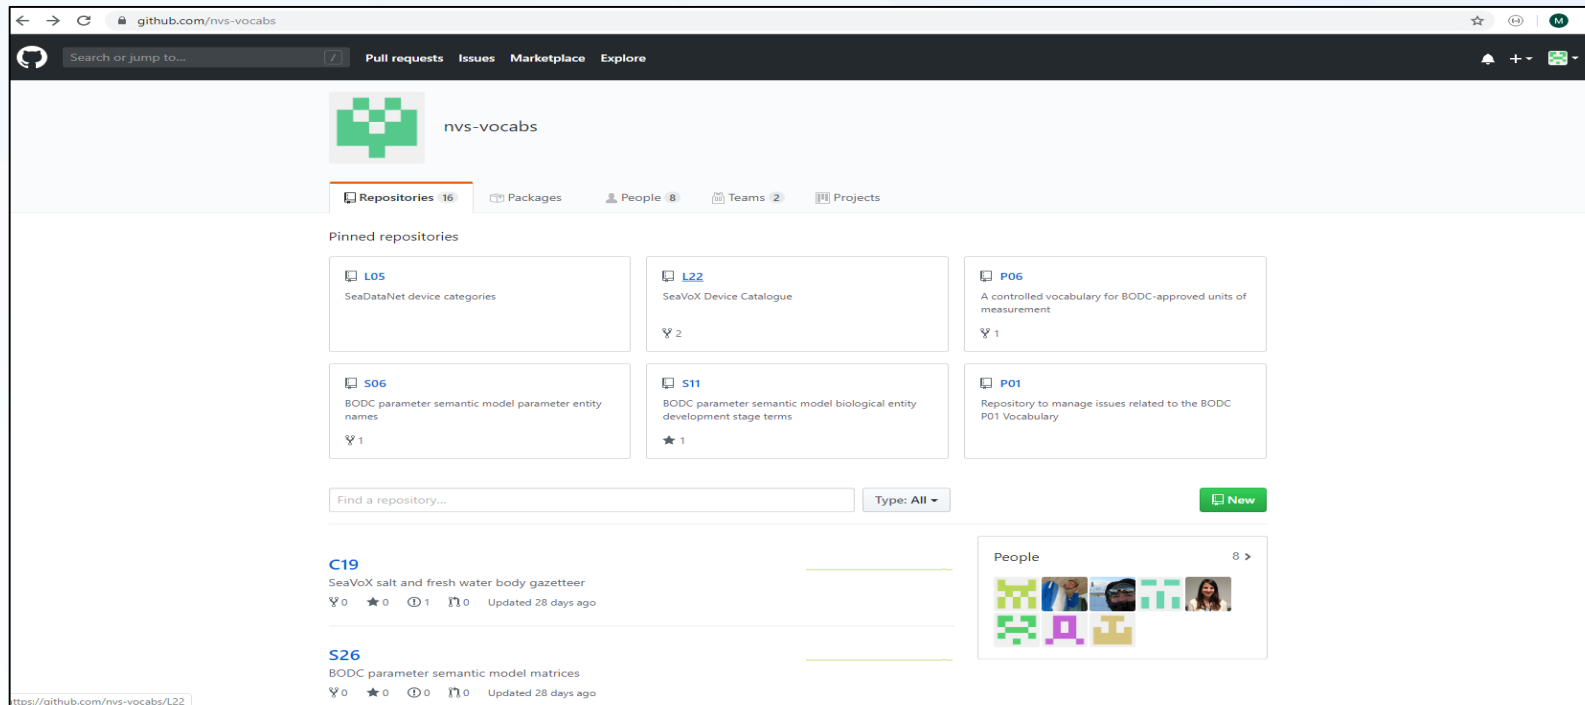 github.com/nvs-vocabs
M
Search or jump to...
/
Pull requests Issues Marketplace Explore
nvs-vocabs
Repositories 16 Packages People 8 Teams 2 Projects
Pinned repositories
L05
SeaDataNet device categories
L22
SeaVoX Device Catalogue
2
P06
A controlled vocabulary for BODC-approved units of
measurement
1
S06
BODC parameter semantic model parameter entity
names
1
S11
BODC parameter semantic model biological entity
development stage terms
1
P01
Repository to manage issues related to the BODC
P01 Vocabulary
Find a repository...
Type: All
New
C19
SeaVoX salt and fresh water body gazetteer
0 0 1 0 Updated 28 days ago
People 8
S26
BODC parameter semantic model matrices
0 0 0 0 Updated 28 days ago
ttps://github.com/nvs-vocabs/L22